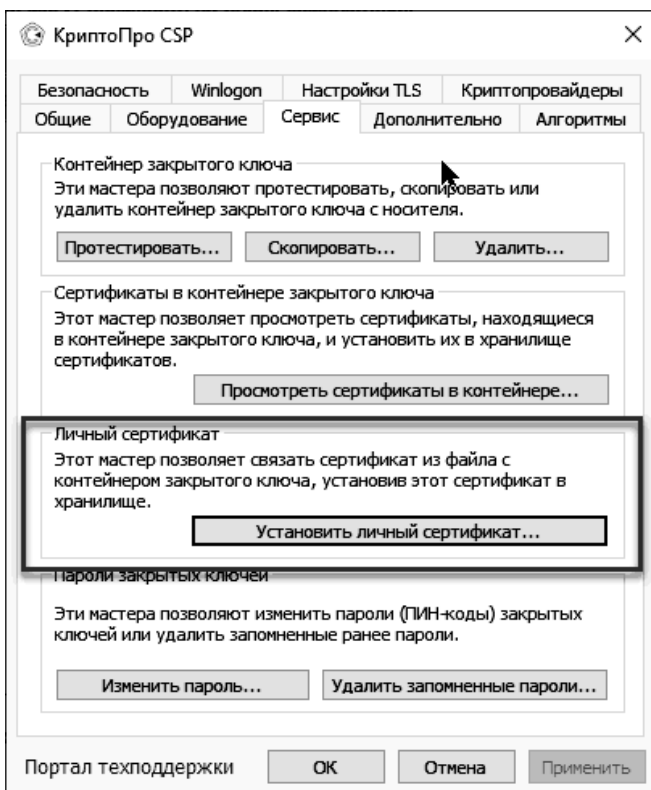 КриптоПро CSP
Безопасность Winlogon Настройки TLS Криптопровайдеры
Общие Оборудование Сервис Дополнительно Алгоритмы
Контейнер закрытого ключа
Эти мастера позволяют протестировать, скопировать или
удалить контейнер закрытого ключа с носителя.
Протестировать... Скопировать... Удалить...
Сертификаты в контейнере закрытого ключа
Этот мастер позволяет просмотреть сертификаты, находящиеся
в контейнере закрытого ключа, и установить их в хранилище
сертификатов.
Просмотреть сертификаты в контейнере...
Личный сертификат
Этот мастер позволяет связать сертификат из файла с
контейнером закрытого ключа, установив этот сертификат в
хранилище.
Установить личный сертификат...
Пароли закрытых ключей
Эти мастера позволяют изменить пароли (ПИН-коды) закрытых
ключей или удалить запомненные ранее пароли.
Изменить пароль... Удалить запомненные пароли...
Портал техподдержки ОК Отмена Применить